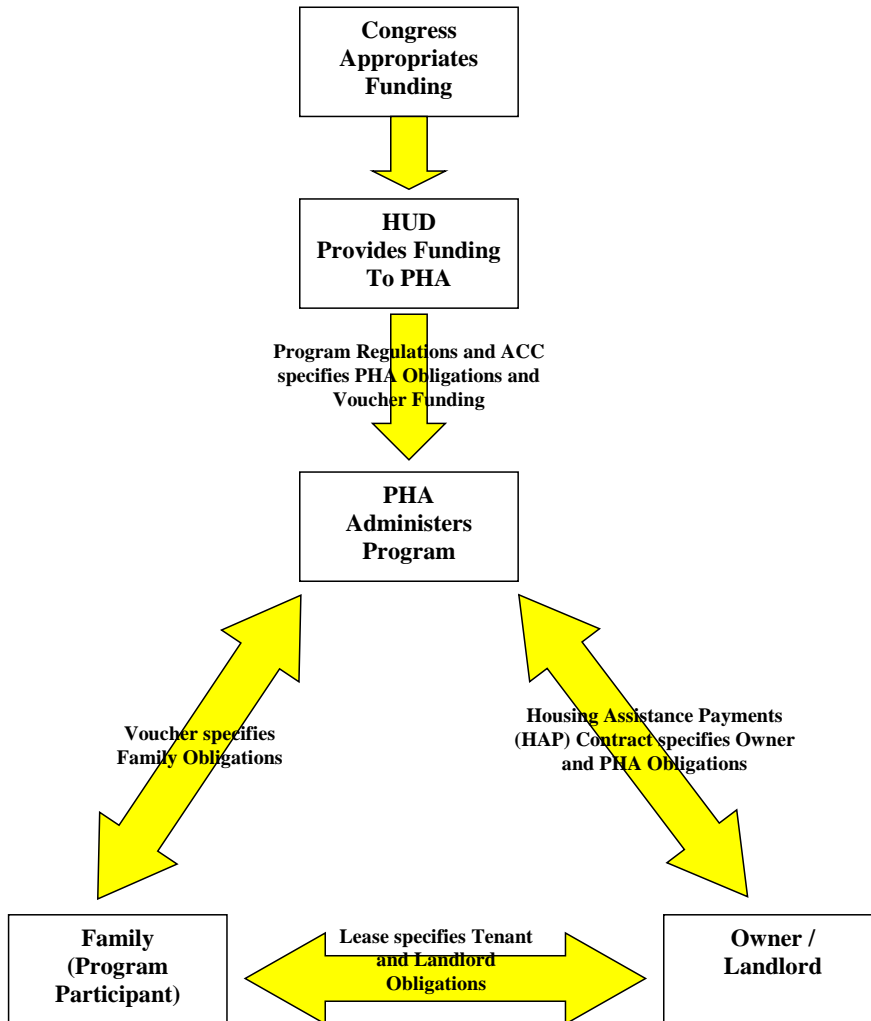 Congress
Appropriates
Funding
HUD
Provides Funding
To PHA
Program Regulations and ACC
specifies PHA Obligations and
Voucher Funding
PHA
Administers
Program
Voucher specifies
Family Obligations
Housing Assistance Payments
(HAP) Contract specifies Owner
and PHA Obligations
Family
(Program
Participant)
Lease specifies Tenant
and Landlord
Obligations
Owner /
Landlord